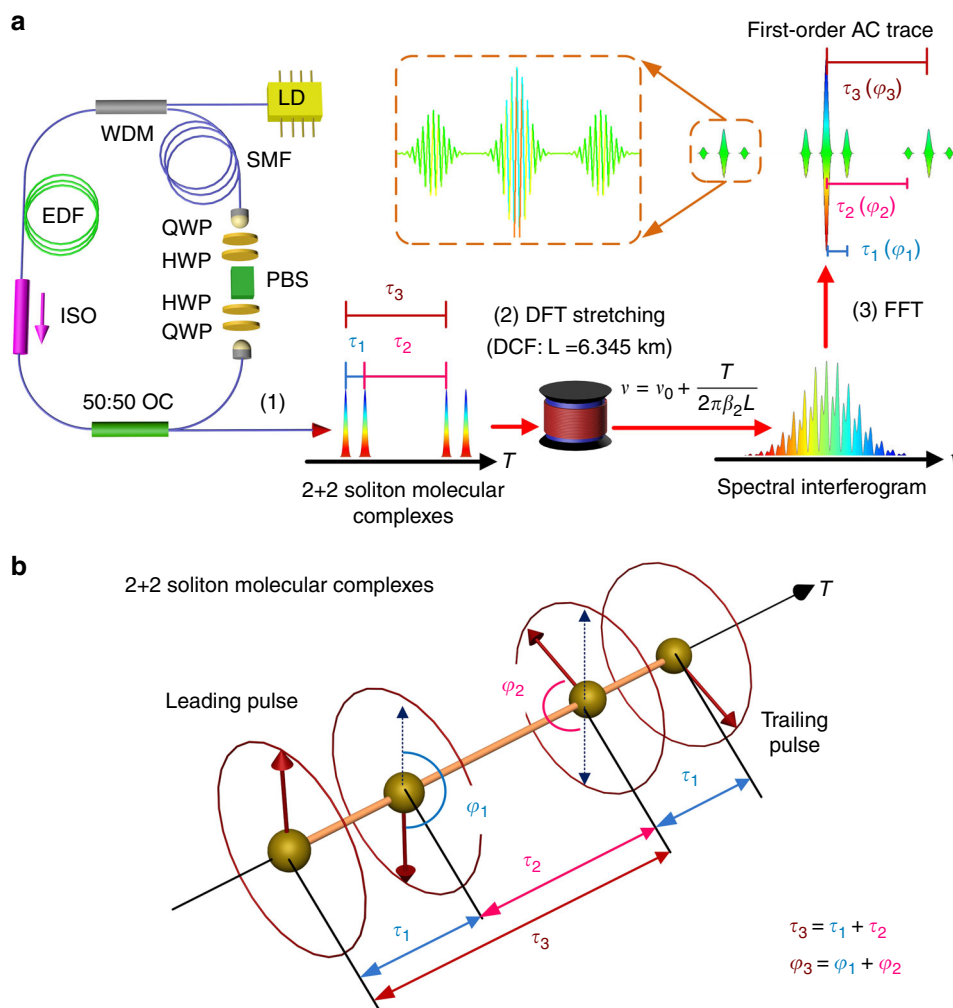 a
First-order AC trace
τ3 (φ3)
LD
WDM
SMF
EDF
QWP
HWP
PBS
HWP
QWP
ISO
τ2 (φ2)
τ1 (φ1)
τ3
τ1
τ2
(2) DFT stretching
(DCF: L =6.345 km)
(3) FFT
50:50 OC
(1)
ν = ν0 + T / 2πβ2L
T
ν
2+2 soliton molecular
complexes
Spectral interferogram
b
2+2 soliton molecular complexes
T
Leading pulse
φ2
Trailing
pulse
φ1
τ1
τ2
τ1
τ3
τ3 = τ1 + τ2
φ3 = φ1 + φ2